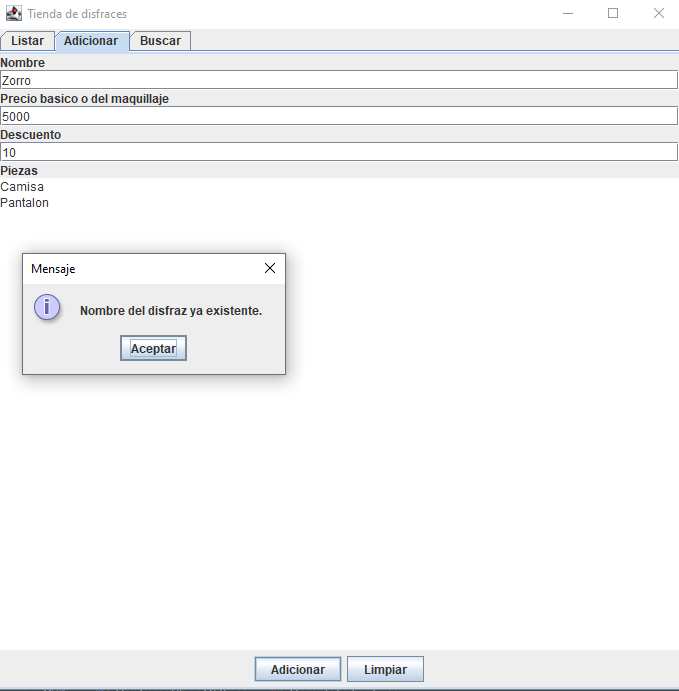 Tienda de disfraces
Listar Adicionar Buscar
Nombre
Zorro
Precio basico o del maquillaje
5000
Descuento
10
Piezas
Camisa
Pantalon
Mensaje
i
Nombre del disfraz ya existente.
Aceptar
Adicionar Limpiar